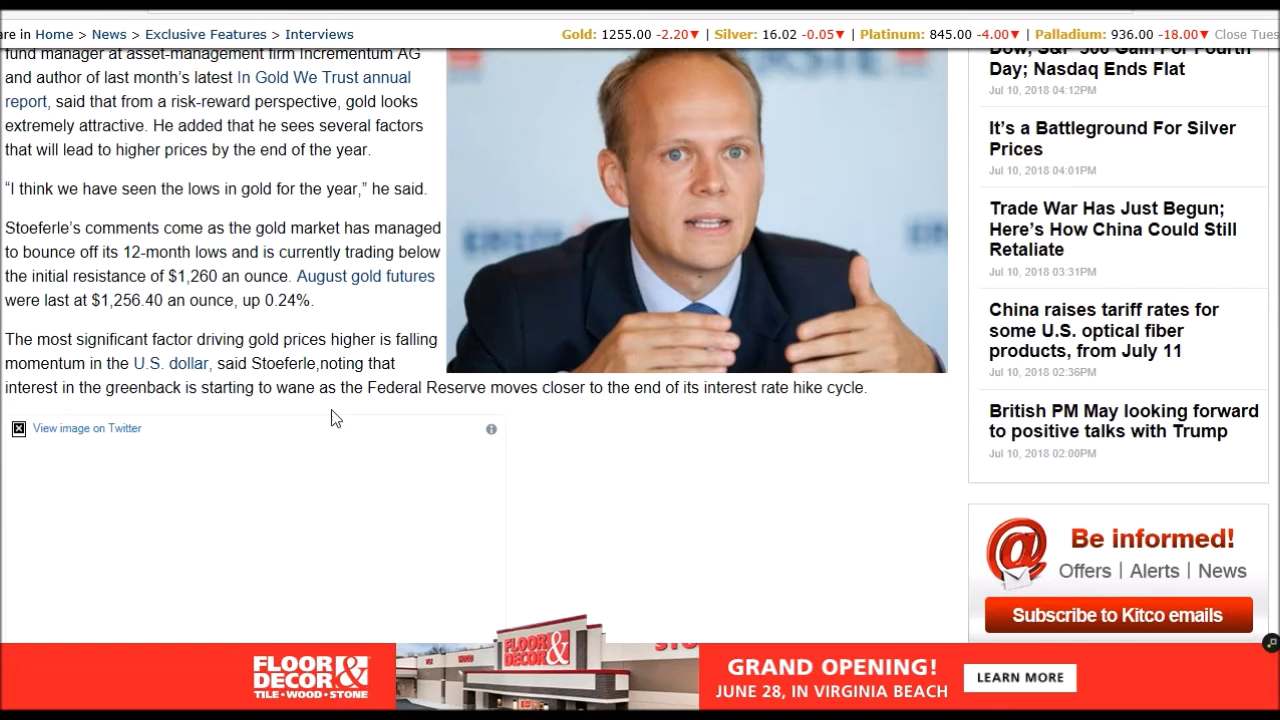 are in Home > News > Exclusive Features > Interviews
Gold: 1255.00 -2.20▼ | Silver: 16.02 -0.05▼ | Platinum: 845.00 -4.00▼ | Palladium: 936.00 -18.00▼ Close Tues
fund manager at asset-management firm Incrementum AG
and author of last month’s latest In Gold We Trust annual
report, said that from a risk-reward perspective, gold looks
extremely attractive. He added that he sees several factors
that will lead to higher prices by the end of the year.
“I think we have seen the lows in gold for the year,” he said.
Stoeferle’s comments come as the gold market has managed
to bounce off its 12-month lows and is currently trading below
the initial resistance of $1,260 an ounce. August gold futures
were last at $1,256.40 an ounce, up 0.24%.
The most significant factor driving gold prices higher is falling
momentum in the U.S. dollar, said Stoeferle,noting that
interest in the greenback is starting to wane as the Federal Reserve moves closer to the end of its interest rate hike cycle.
View image on Twitter
Dow, S&P 500 Gain For Fourth
Day; Nasdaq Ends Flat
Jul 10, 2018 04:12PM
It’s a Battleground For Silver
Prices
Jul 10, 2018 04:01PM
Trade War Has Just Begun;
Here’s How China Could Still
Retaliate
Jul 10, 2018 03:31PM
China raises tariff rates for
some U.S. optical fiber
products, from July 11
Jul 10, 2018 02:36PM
British PM May looking forward
to positive talks with Trump
Jul 10, 2018 02:00PM
Be informed!
Offers | Alerts | News
Subscribe to Kitco emails
FLOOR &
DECOR
TILE • WOOD • STONE
FLOOR &
DECOR
GRAND OPENING!
JUNE 28, IN VIRGINIA BEACH
LEARN MORE